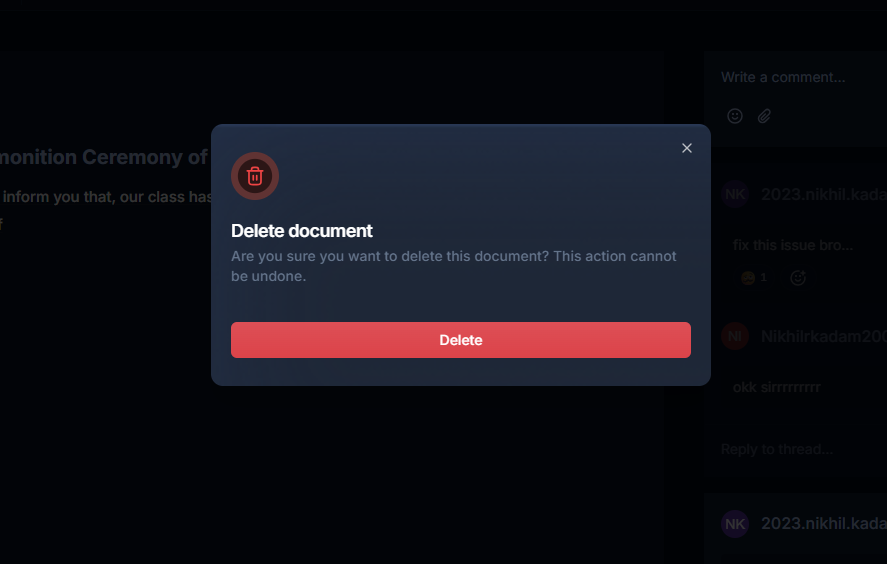 Write a comment...
monition Ceremony of
inform you that, our class has
f
NK 2023.nikhil.kada
fix this issue bro...
1
NI Nikhilrkadam200
okk sirrrrrrrrr
Reply to thread...
NK 2023.nikhil.kada
Delete document
Are you sure you want to delete this document? This action cannot
be undone.
Delete